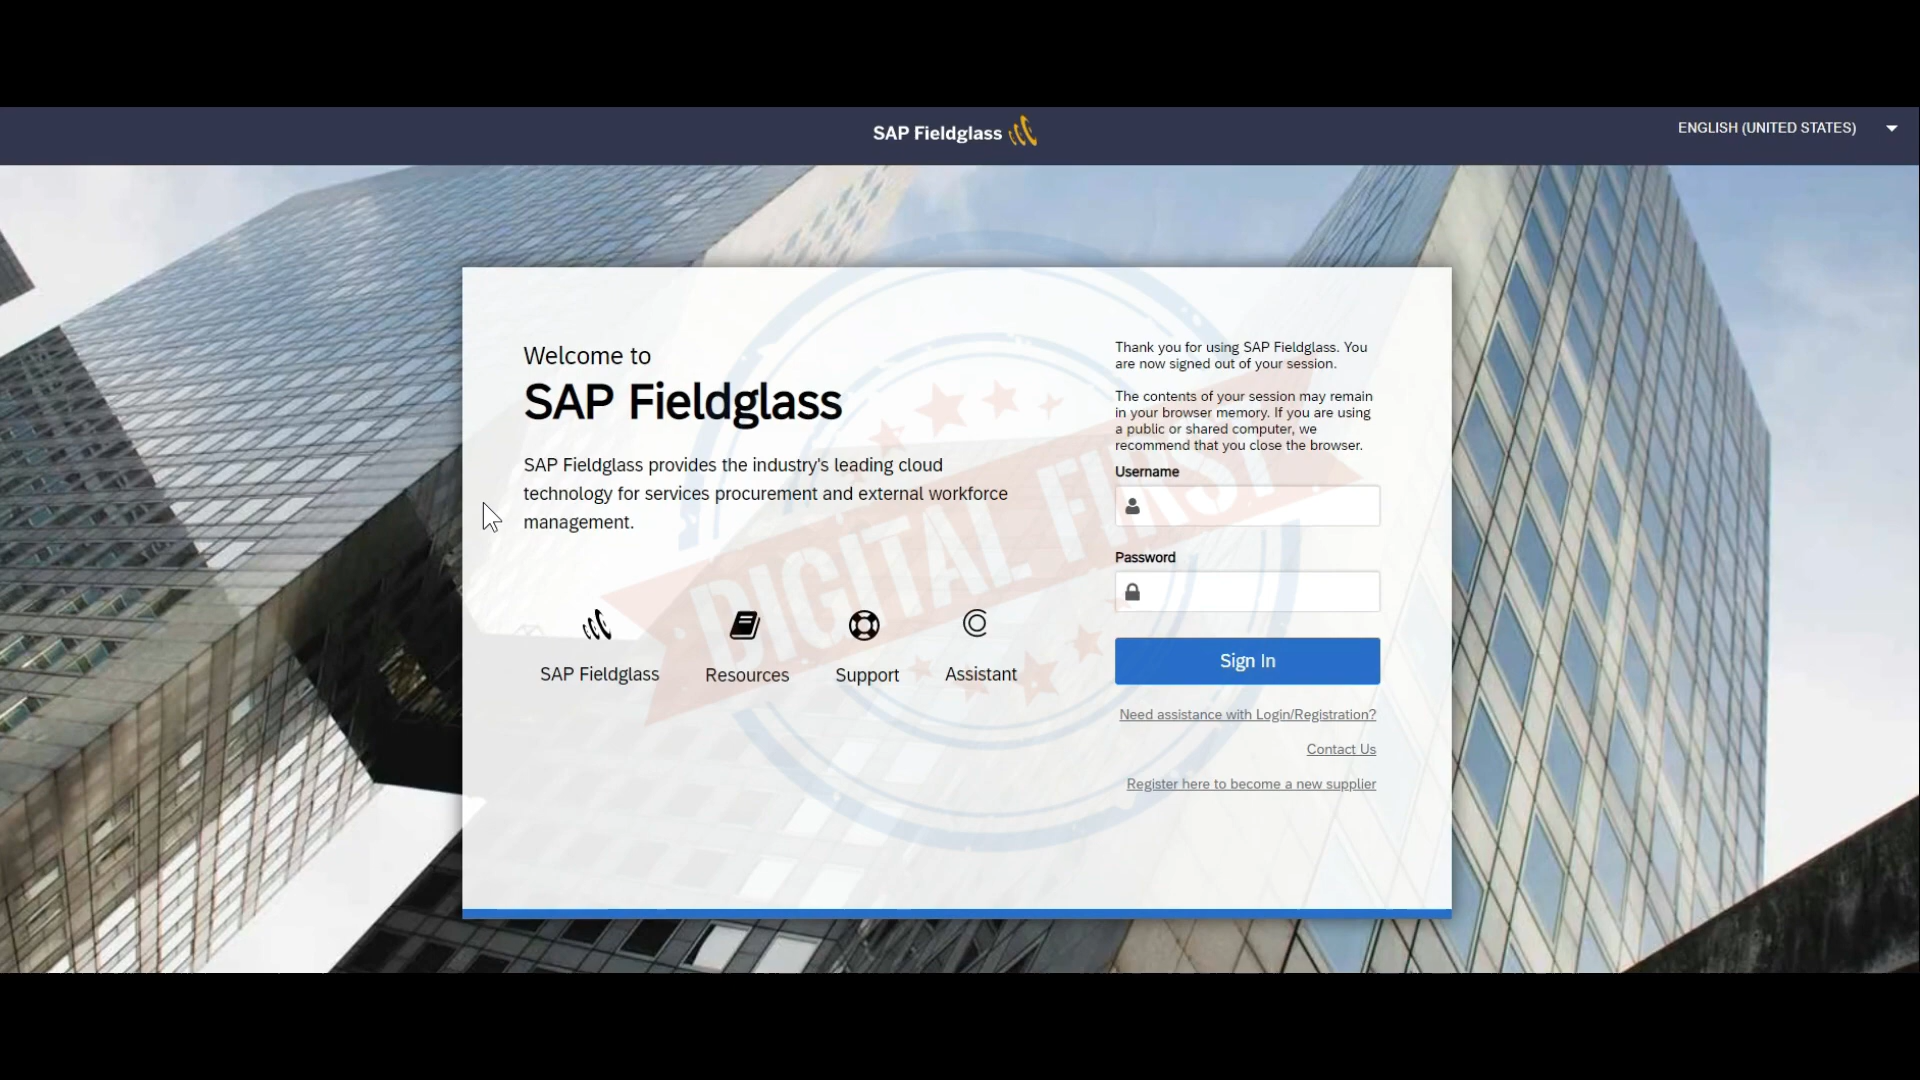 SAP Fieldglass
ENGLISH (UNITED STATES)
Welcome to
SAP Fieldglass
SAP Fieldglass provides the industry's leading cloud
technology for services procurement and external workforce
management.
SAP Fieldglass
Resources
Support
Assistant
Thank you for using SAP Fieldglass. You
are now signed out of your session.
The contents of your session may remain
in your browser memory. If you are using
a public or shared computer, we
recommend that you close the browser.
Username
Password
Sign In
Need assistance with Login/Registration?
Contact Us
Register here to become a new supplier
DIGITAL FIRST